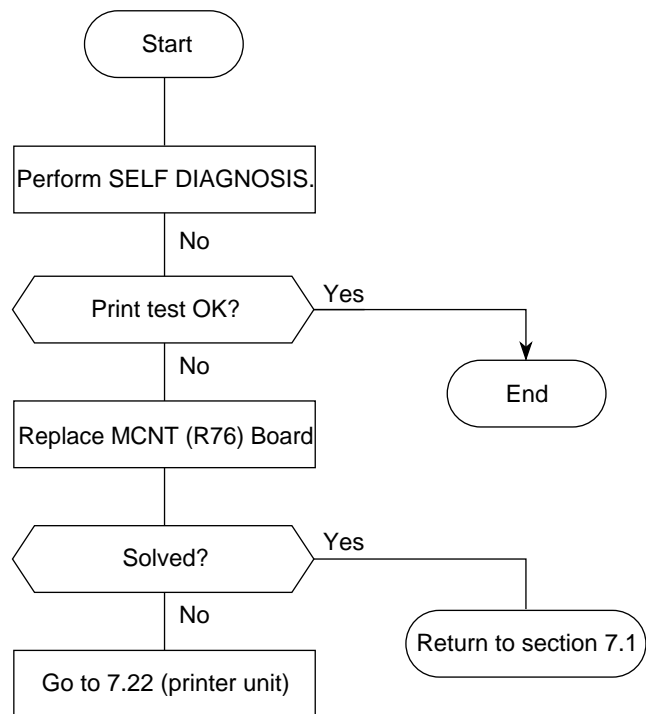 Start
Perform SELF DIAGNOSIS.
No
Print test OK?
Yes
No
End
Replace MCNT (R76) Board
Solved?
Yes
No
Return to section 7.1
Go to 7.22 (printer unit)